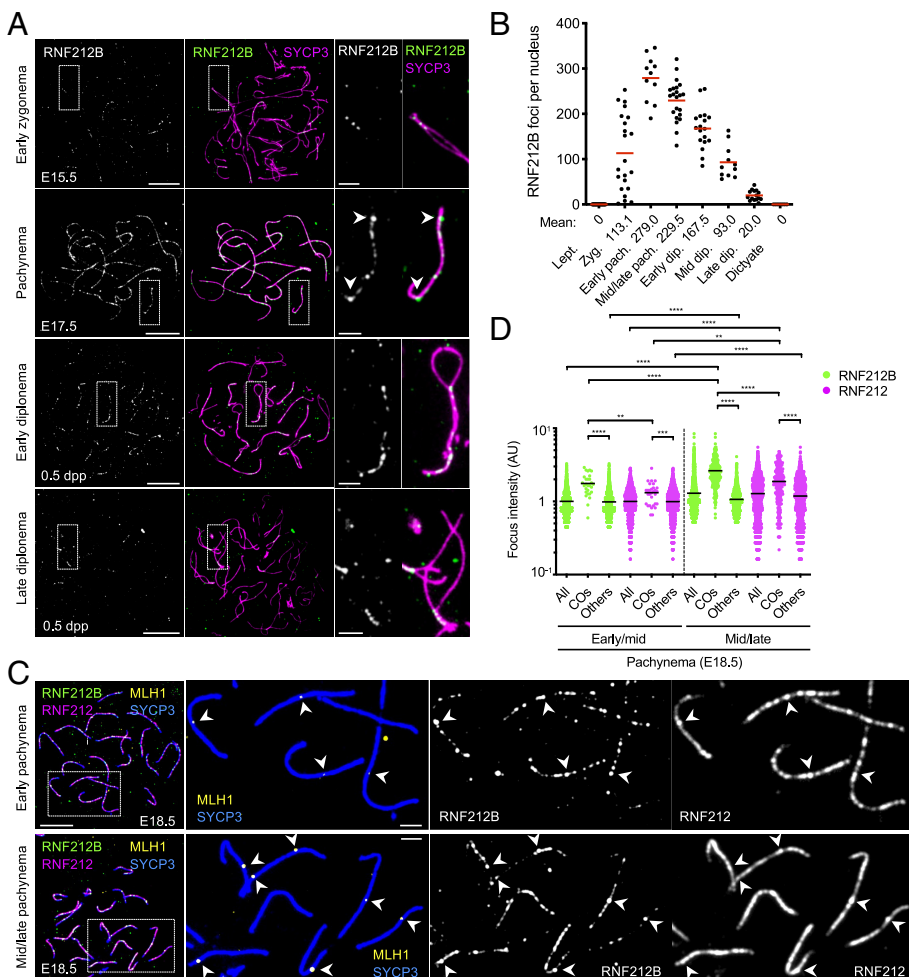 A
RNF212B
RNF212B SYCP3
RNF212B
RNF212B
SYCP3
Early zygonema
E15.5
Pachynema
E17.5
Early diplonema
0.5 dpp
Late diplonema
0.5 dpp
B
RNF212B foci per nucleus
400
300
200
100
0
Mean: 0 113.1 279.0 229.5 167.5 93.0 20.0 0
Lept. Zyg. Early pach. Mid/late pach. Early dip. Mid dip. Late dip. Dictyate
D
**** **** ** **** **** ****
RNF212B
RNF212
** **** *** **** **** ****
Focus intensity (AU)
10¹
1
10⁻¹
All COs Others All COs Others All COs Others All COs Others
Early/mid Mid/late
Pachynema (E18.5)
C
Early pachynema
RNF212B MLH1
RNF212 SYCP3
E18.5
MLH1
SYCP3
RNF212B
RNF212
Mid/late pachynema
RNF212B MLH1
RNF212 SYCP3
E18.5
MLH1
SYCP3
RNF212B
RNF212